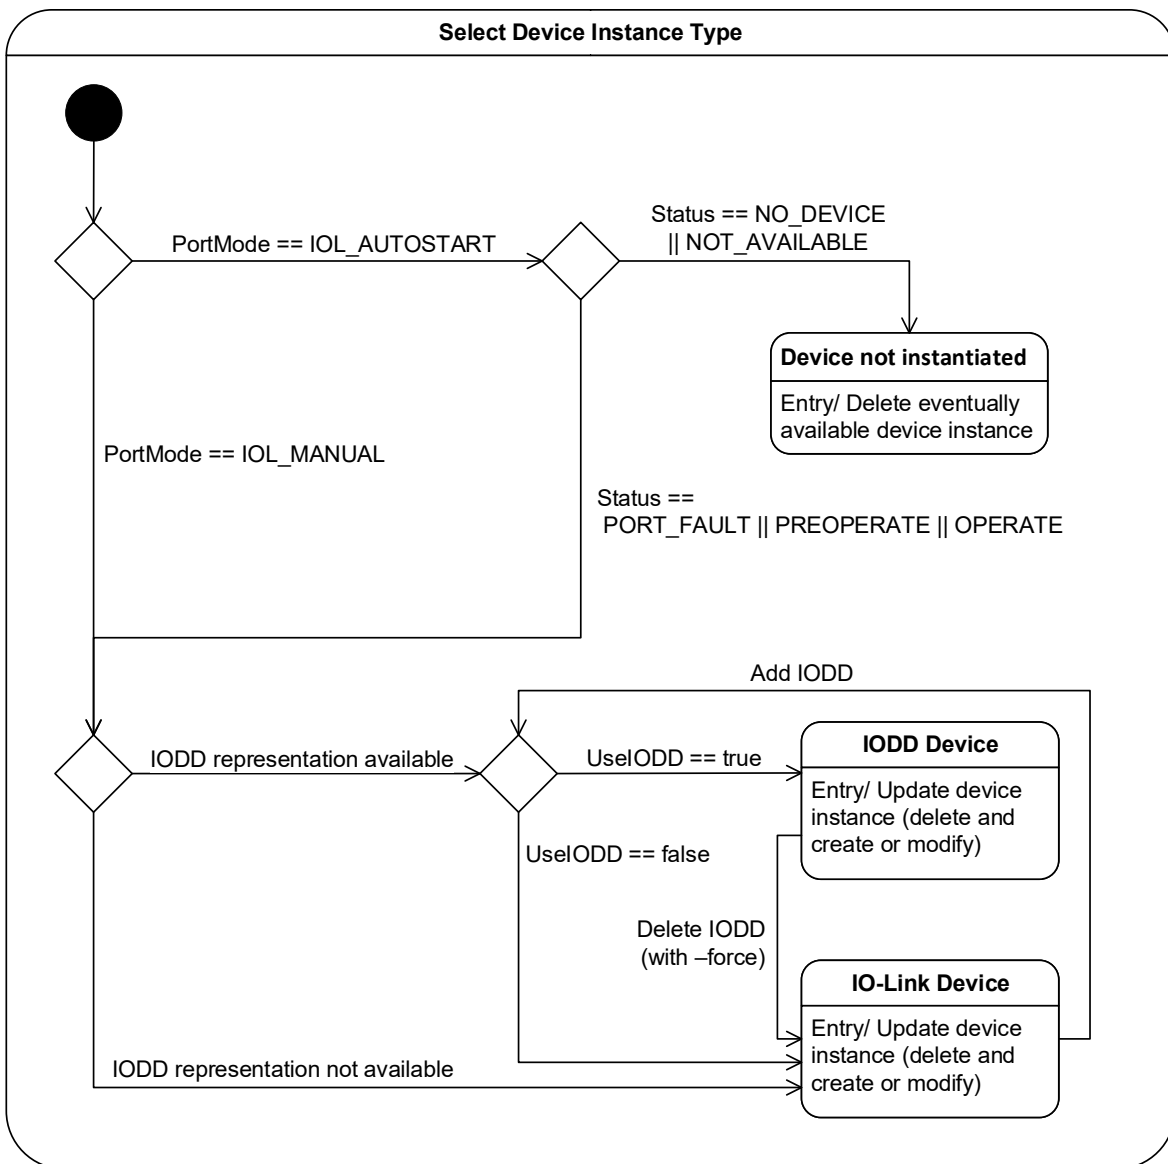 Select Device Instance Type
Status == NO_DEVICE
|| NOT_AVAILABLE
PortMode == IOL_AUTOSTART
Device not instantiated
Entry/ Delete eventually
available device instance
PortMode == IOL_MANUAL
Status ==
PORT_FAULT || PREOPERATE || OPERATE
Add IODD
IODD representation available
UseIODD == true
IODD Device
Entry/ Update device
instance (delete and
create or modify)
UseIODD == false
Delete IODD
(with –force)
IO-Link Device
Entry/ Update device
instance (delete and
create or modify)
IODD representation not available